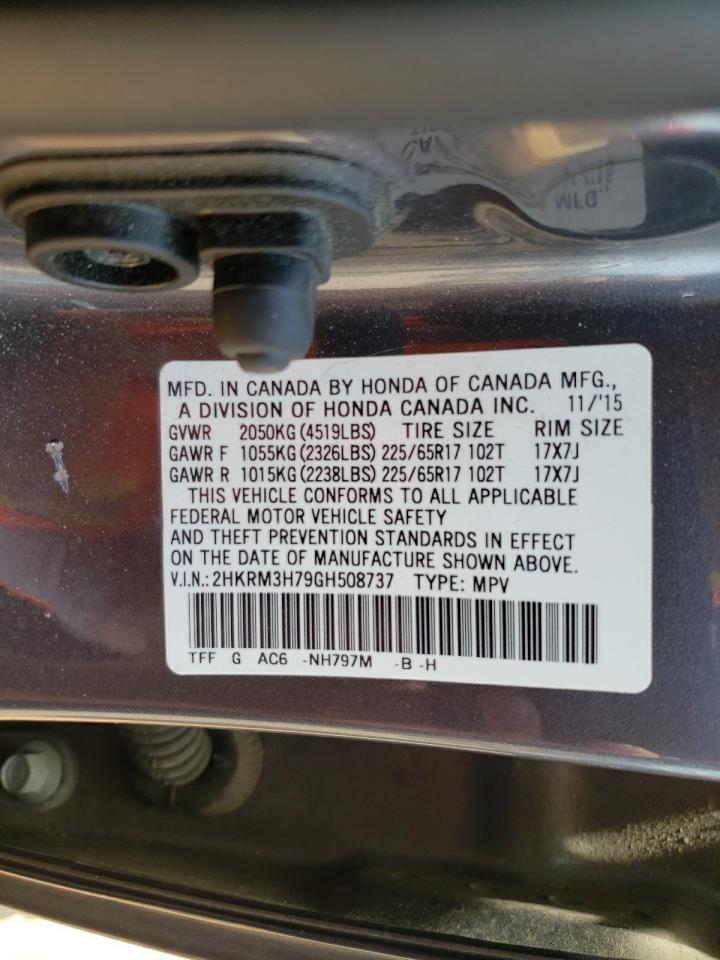 MFD. IN CANADA BY HONDA OF CANADA MFG.,
A DIVISION OF HONDA CANADA INC. 11/'15
GVWR 2050KG (4519LBS) TIRE SIZE RIM SIZE
GAWR F 1055KG (2326LBS) 225/65R17 102T 17X7J
GAWR R 1015KG (2238LBS) 225/65R17 102T 17X7J
THIS VEHICLE CONFORMS TO ALL APPLICABLE
FEDERAL MOTOR VEHICLE SAFETY
AND THEFT PREVENTION STANDARDS IN EFFECT
ON THE DATE OF MANUFACTURE SHOWN ABOVE.
V.I.N.: 2HKRM3H79GH508737 TYPE: MPV
TFF G AC6 -NH797M -B -H